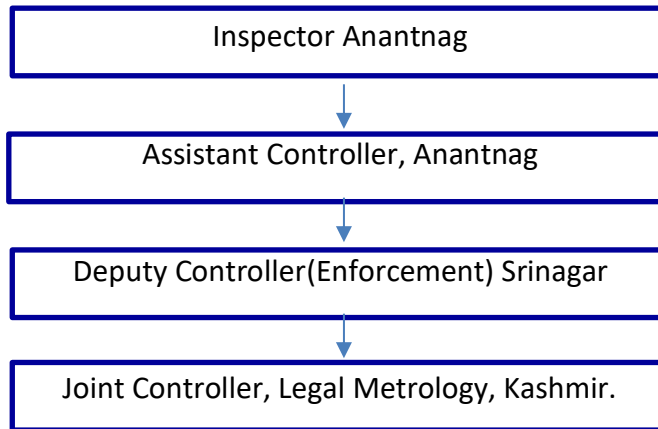 Inspector Anantnag
Assistant Controller, Anantnag
Deputy Controller(Enforcement) Srinagar
Joint Controller, Legal Metrology, Kashmir.